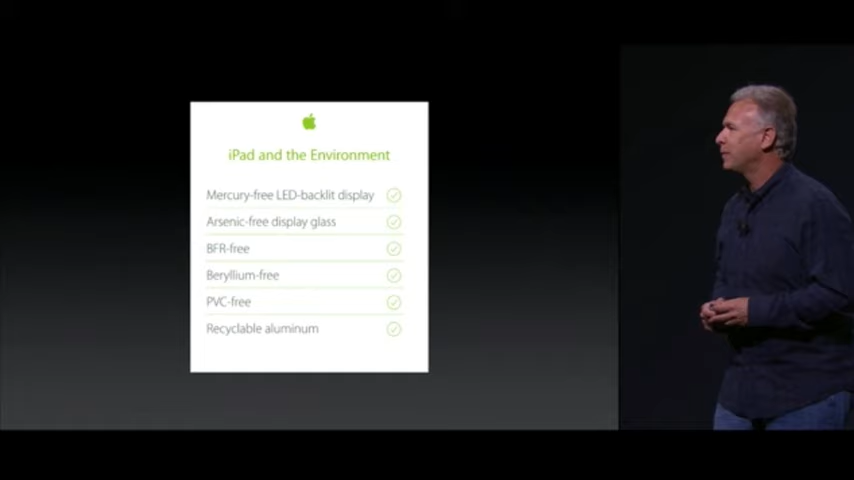 iPad and the Environment
Mercury-free LED-backlit display
Arsenic-free display glass
BFR-free
Beryllium-free
PVC-free
Recyclable aluminum